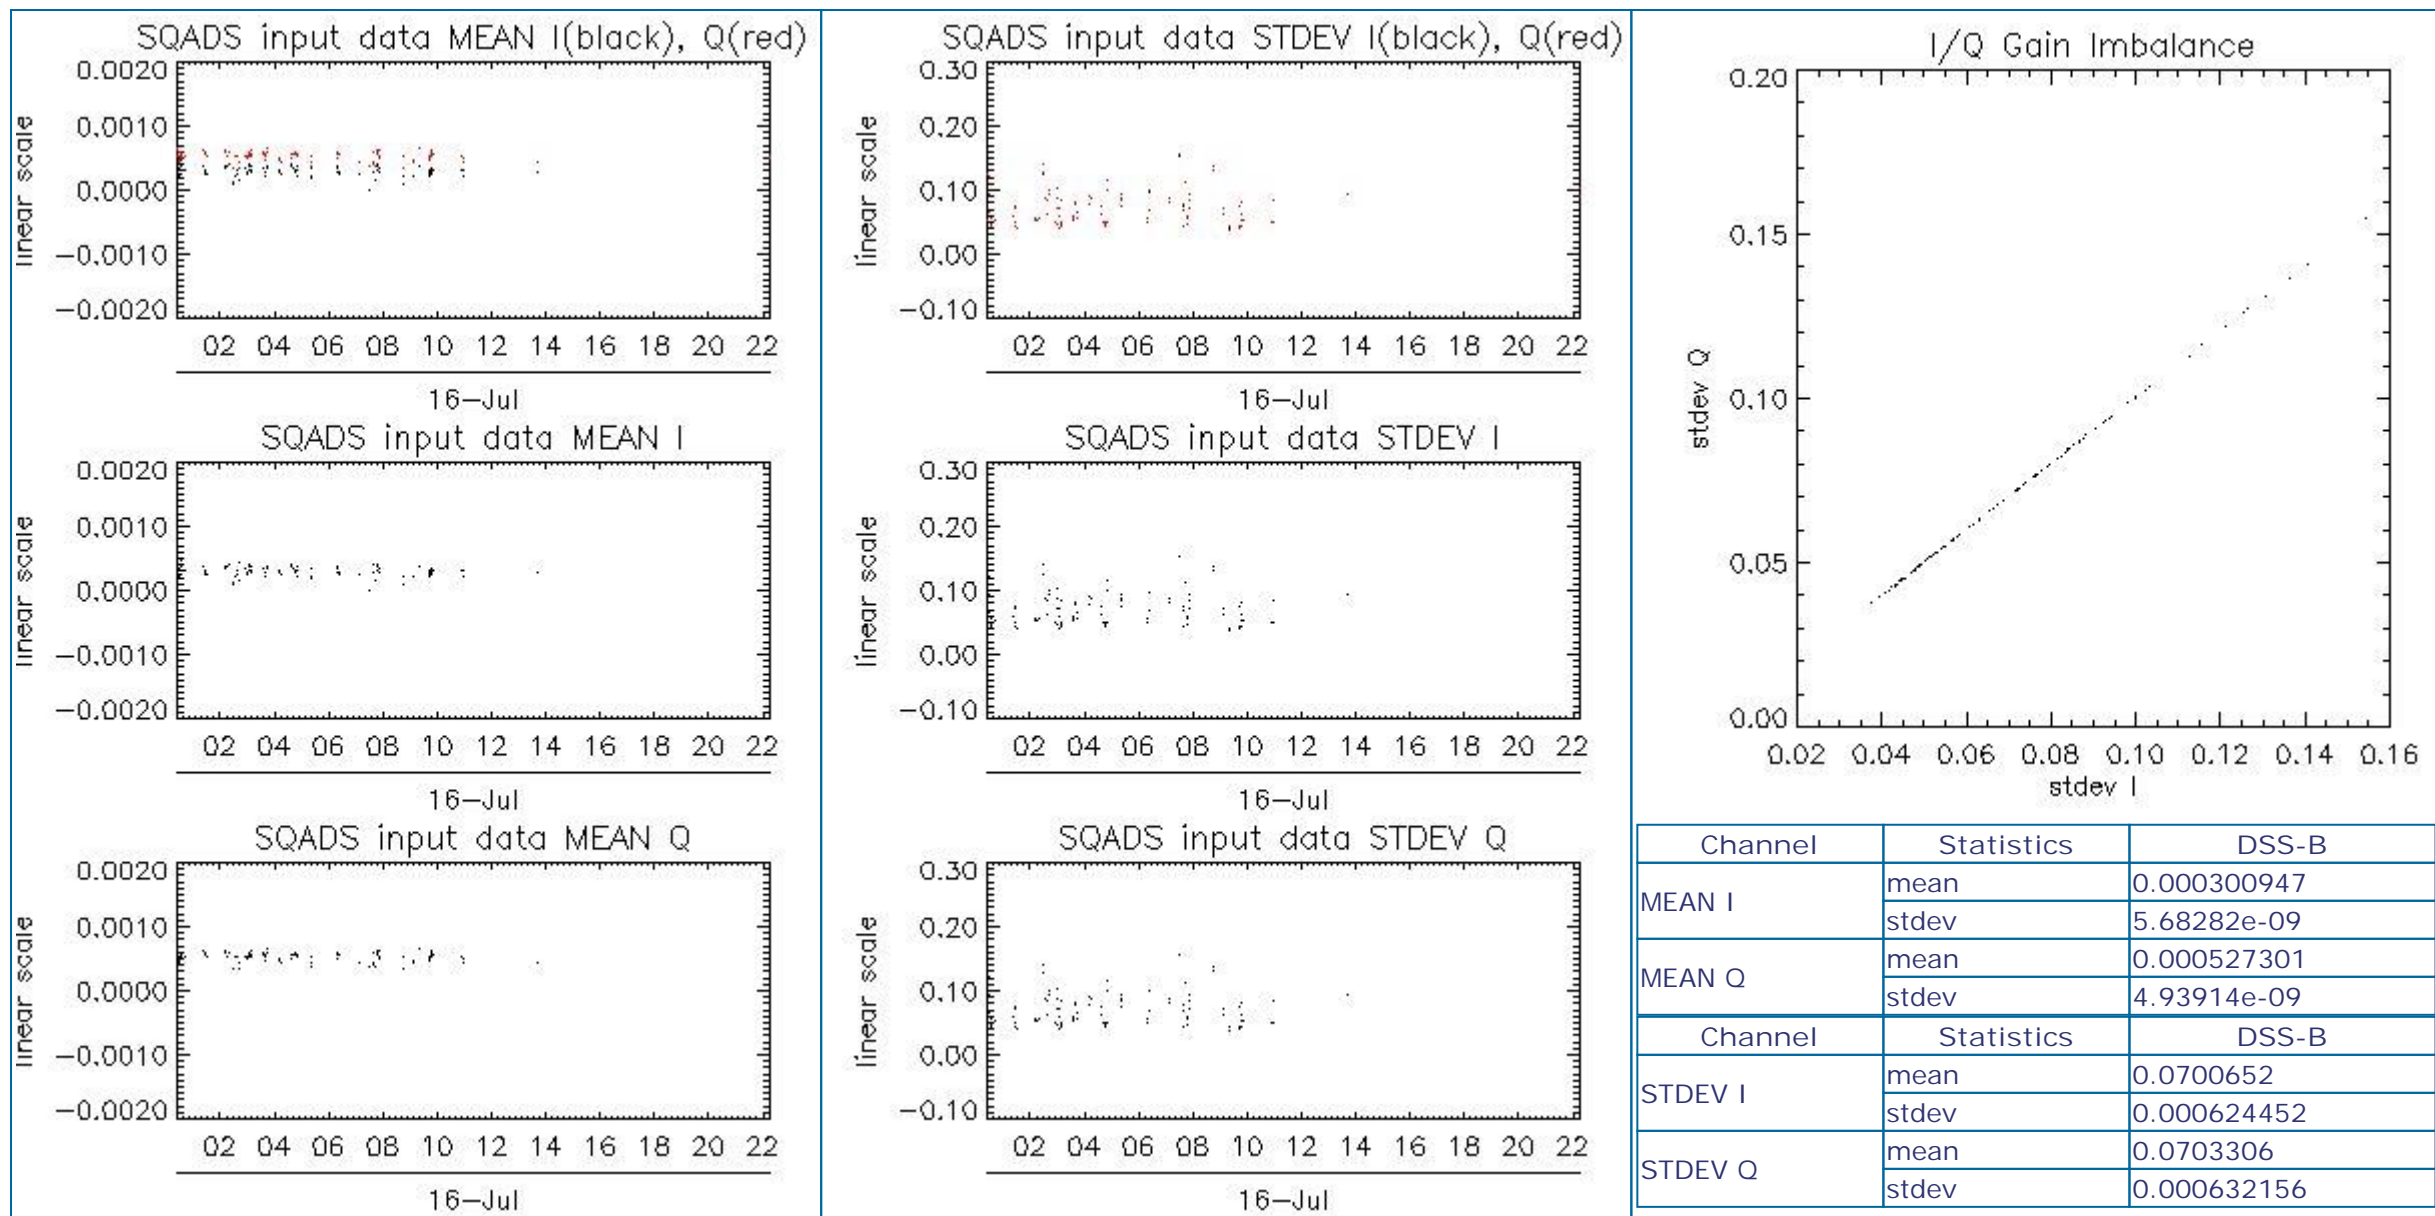 SQADS input data MEAN I(black), Q(red)
0.0020
0.0010
0.0000
−0.0010
−0.0020
linear scale
02 04 06 08 10 12 14 16 18 20 22
16−Jul
SQADS input data MEAN I
0.0020
0.0010
0.0000
−0.0010
−0.0020
linear scale
02 04 06 08 10 12 14 16 18 20 22
16−Jul
SQADS input data MEAN Q
0.0020
0.0010
0.0000
−0.0010
−0.0020
linear scale
02 04 06 08 10 12 14 16 18 20 22
16−Jul
SQADS input data STDEV I(black), Q(red)
0.30
0.20
0.10
0.00
−0.10
linear scale
02 04 06 08 10 12 14 16 18 20 22
16−Jul
SQADS input data STDEV I
0.30
0.20
0.10
0.00
−0.10
linear scale
02 04 06 08 10 12 14 16 18 20 22
16−Jul
SQADS input data STDEV Q
0.30
0.20
0.10
0.00
−0.10
linear scale
02 04 06 08 10 12 14 16 18 20 22
16−Jul
I/Q Gain Imbalance
0.20
0.15
0.10
0.05
0.00
stdev Q
0.02 0.04 0.06 0.08 0.10 0.12 0.14 0.16
stdev I
Channel Statistics DSS-B
MEAN I mean 0.000300947
stdev 5.68282e-09
MEAN Q mean 0.000527301
stdev 4.93914e-09
Channel Statistics DSS-B
STDEV I mean 0.0700652
stdev 0.000624452
STDEV Q mean 0.0703306
stdev 0.000632156